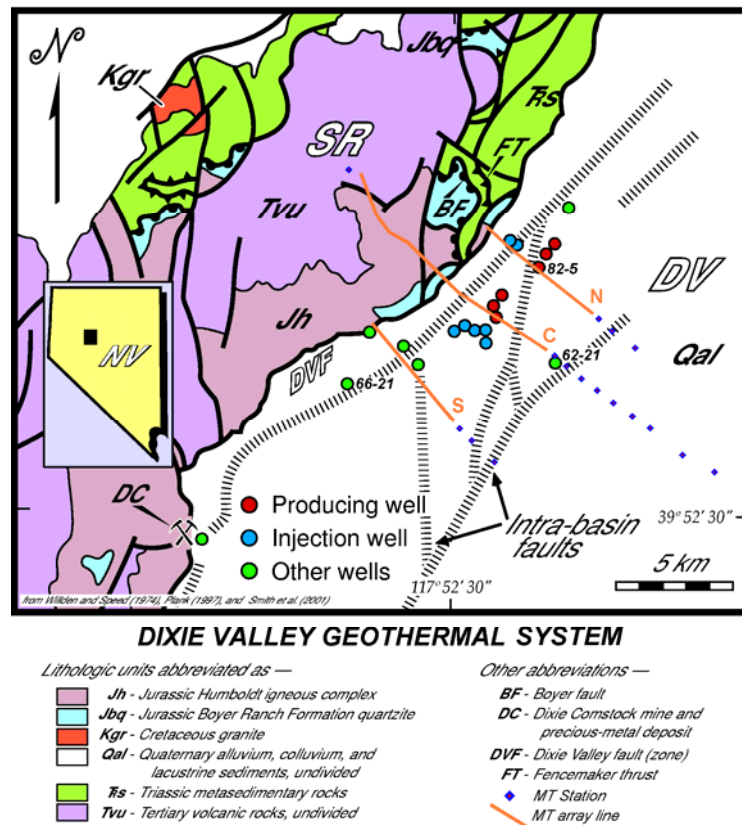 N
Kgr
Jbq
SR
Ꞙs
FT
BF
Tvu
82-5
DV
N
Jh
C
Qal
NV
DVF
62-21
66-21
S
DC
Producing well
Injection well
Other wells
Intra-basin
faults
39°52'30"
117°52'30"
5 km
from Willden and Speed (1974), Plank (1997), and Smith et al. (2001)
DIXIE VALLEY GEOTHERMAL SYSTEM
Lithologic units abbreviated as —
Jh - Jurassic Humboldt igneous complex
Jbq - Jurassic Boyer Ranch Formation quartzite
Kgr - Cretaceous granite
Qal - Quaternary alluvium, colluvium, and
lacustrine sediments, undivided
Ꞙs - Triassic metasedimentary rocks
Tvu - Tertiary volcanic rocks, undivided
Other abbreviations —
BF - Boyer fault
DC - Dixie Comstock mine and
precious-metal deposit
DVF - Dixie Valley fault (zone)
FT - Fencemaker thrust
MT Station
MT array line